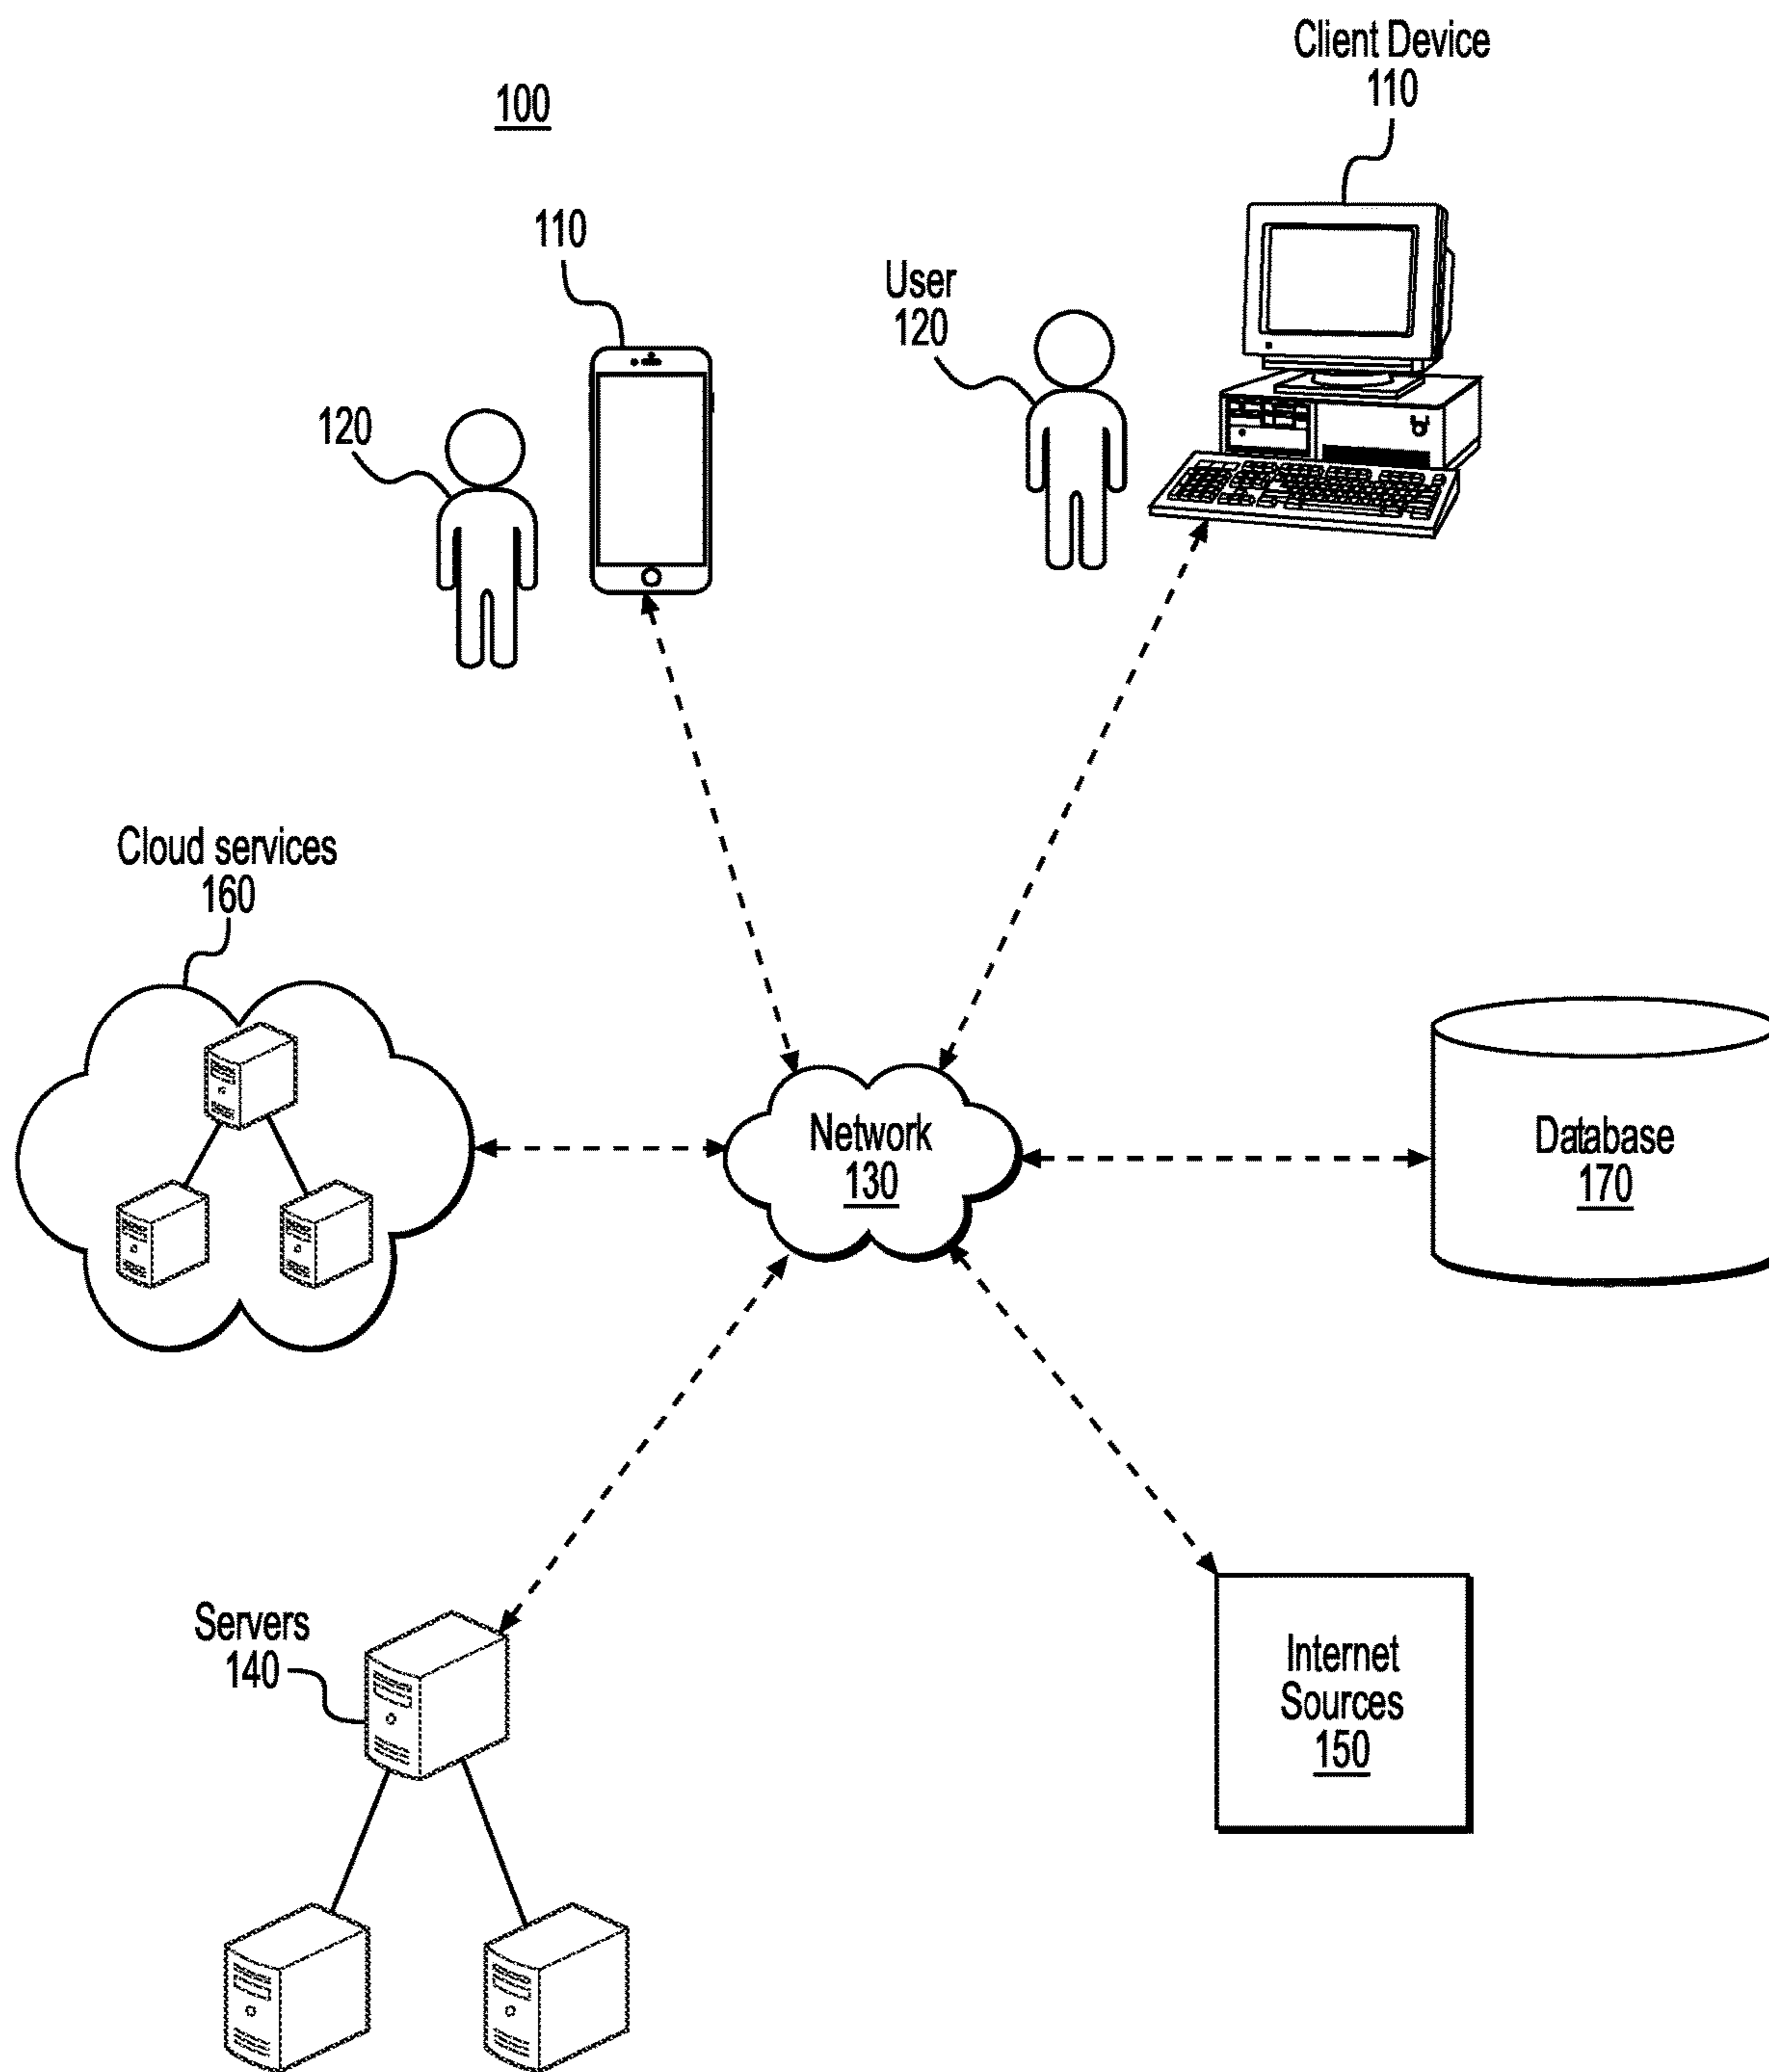 Client Device
110
100
110
User
120
120
Cloud services
160
Network
130
Database
170
Servers
140
Internet
Sources
150